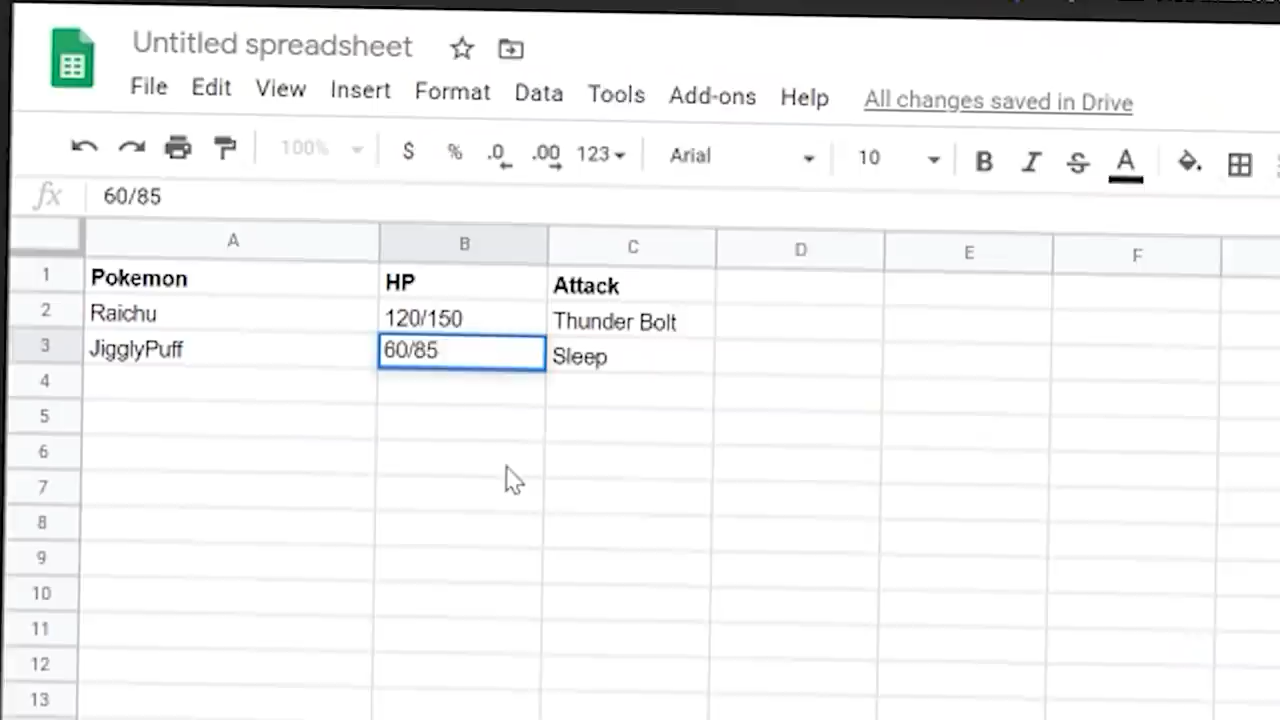 Untitled spreadsheet
File Edit View Insert Format Data Tools Add-ons Help All changes saved in Drive
100% $ % .0 .00 123 Arial 10 B I S A
fx 60/85
A B C D E F
1 Pokemon HP Attack
2 Raichu 120/150 Thunder Bolt
3 JigglyPuff 60/85 Sleep
4
5
6
7
8
9
10
11
12
13